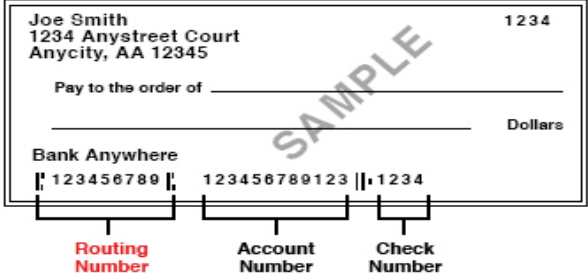 Joe Smith 1234
1234 Anystreet Court
Anycity, AA 12345
SAMPLE
Pay to the order of
Dollars
Bank Anywhere
123456789 123456789123 1234
Routing Account Check
Number Number Number